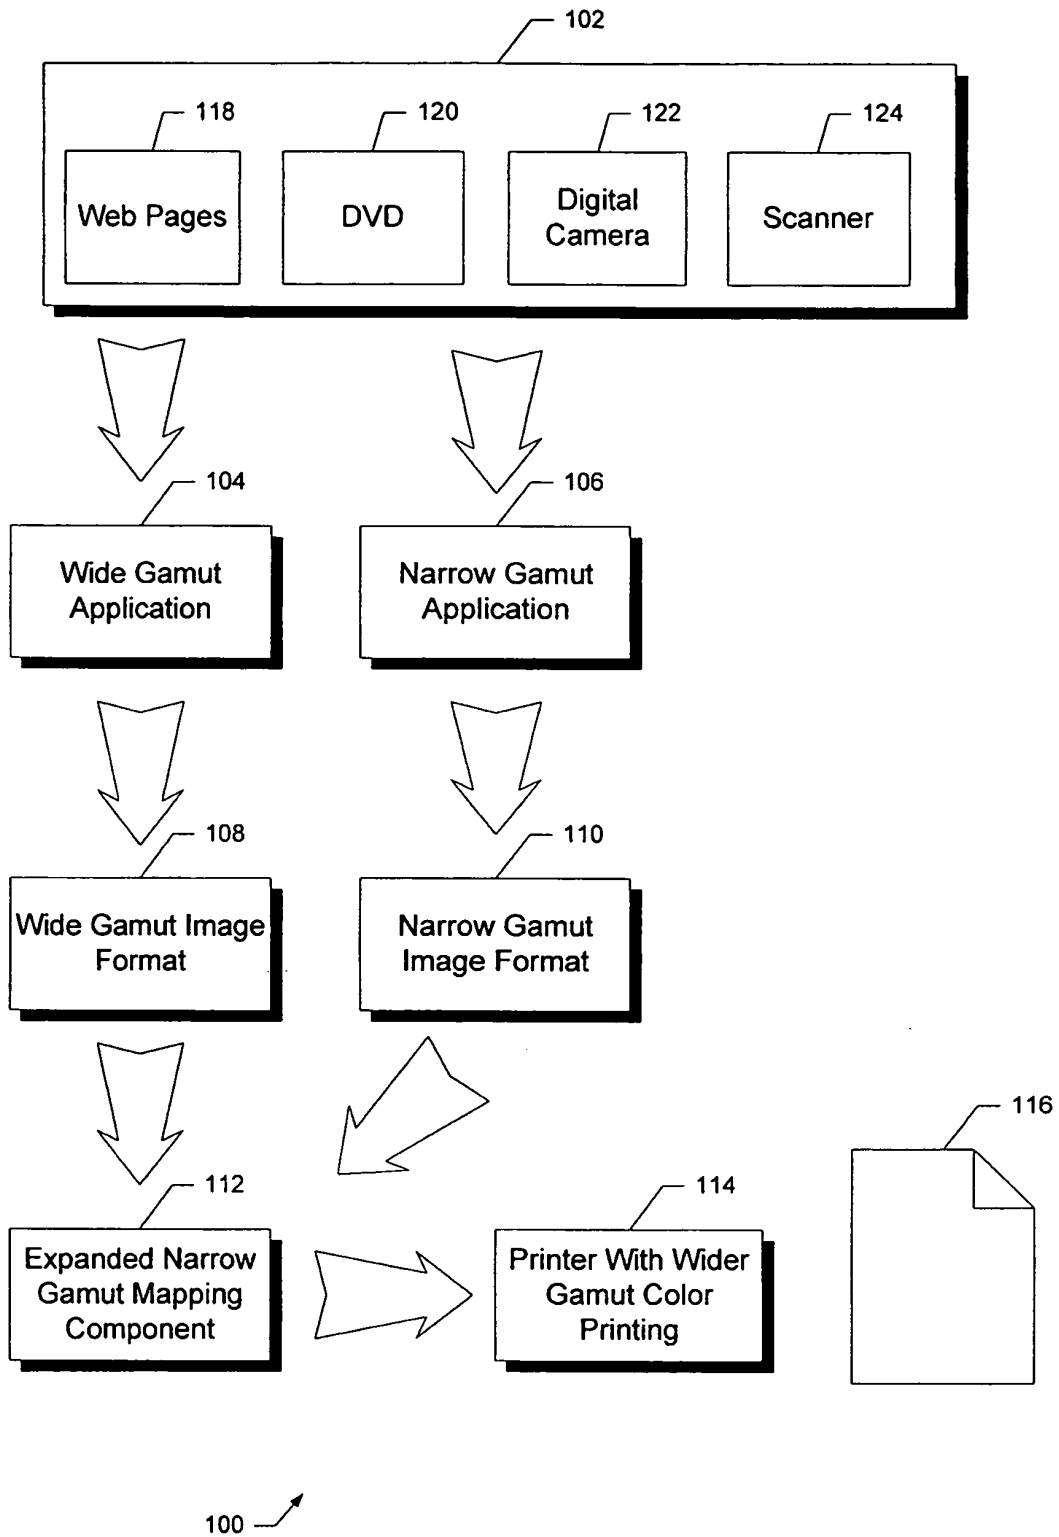 102
118
120
122
124
Web Pages
DVD
Digital
Camera
Scanner
104
106
Wide Gamut
Application
Narrow Gamut
Application
108
110
Wide Gamut Image
Format
Narrow Gamut
Image Format
116
112
114
Expanded Narrow
Gamut Mapping
Component
Printer With Wider
Gamut Color
Printing
100